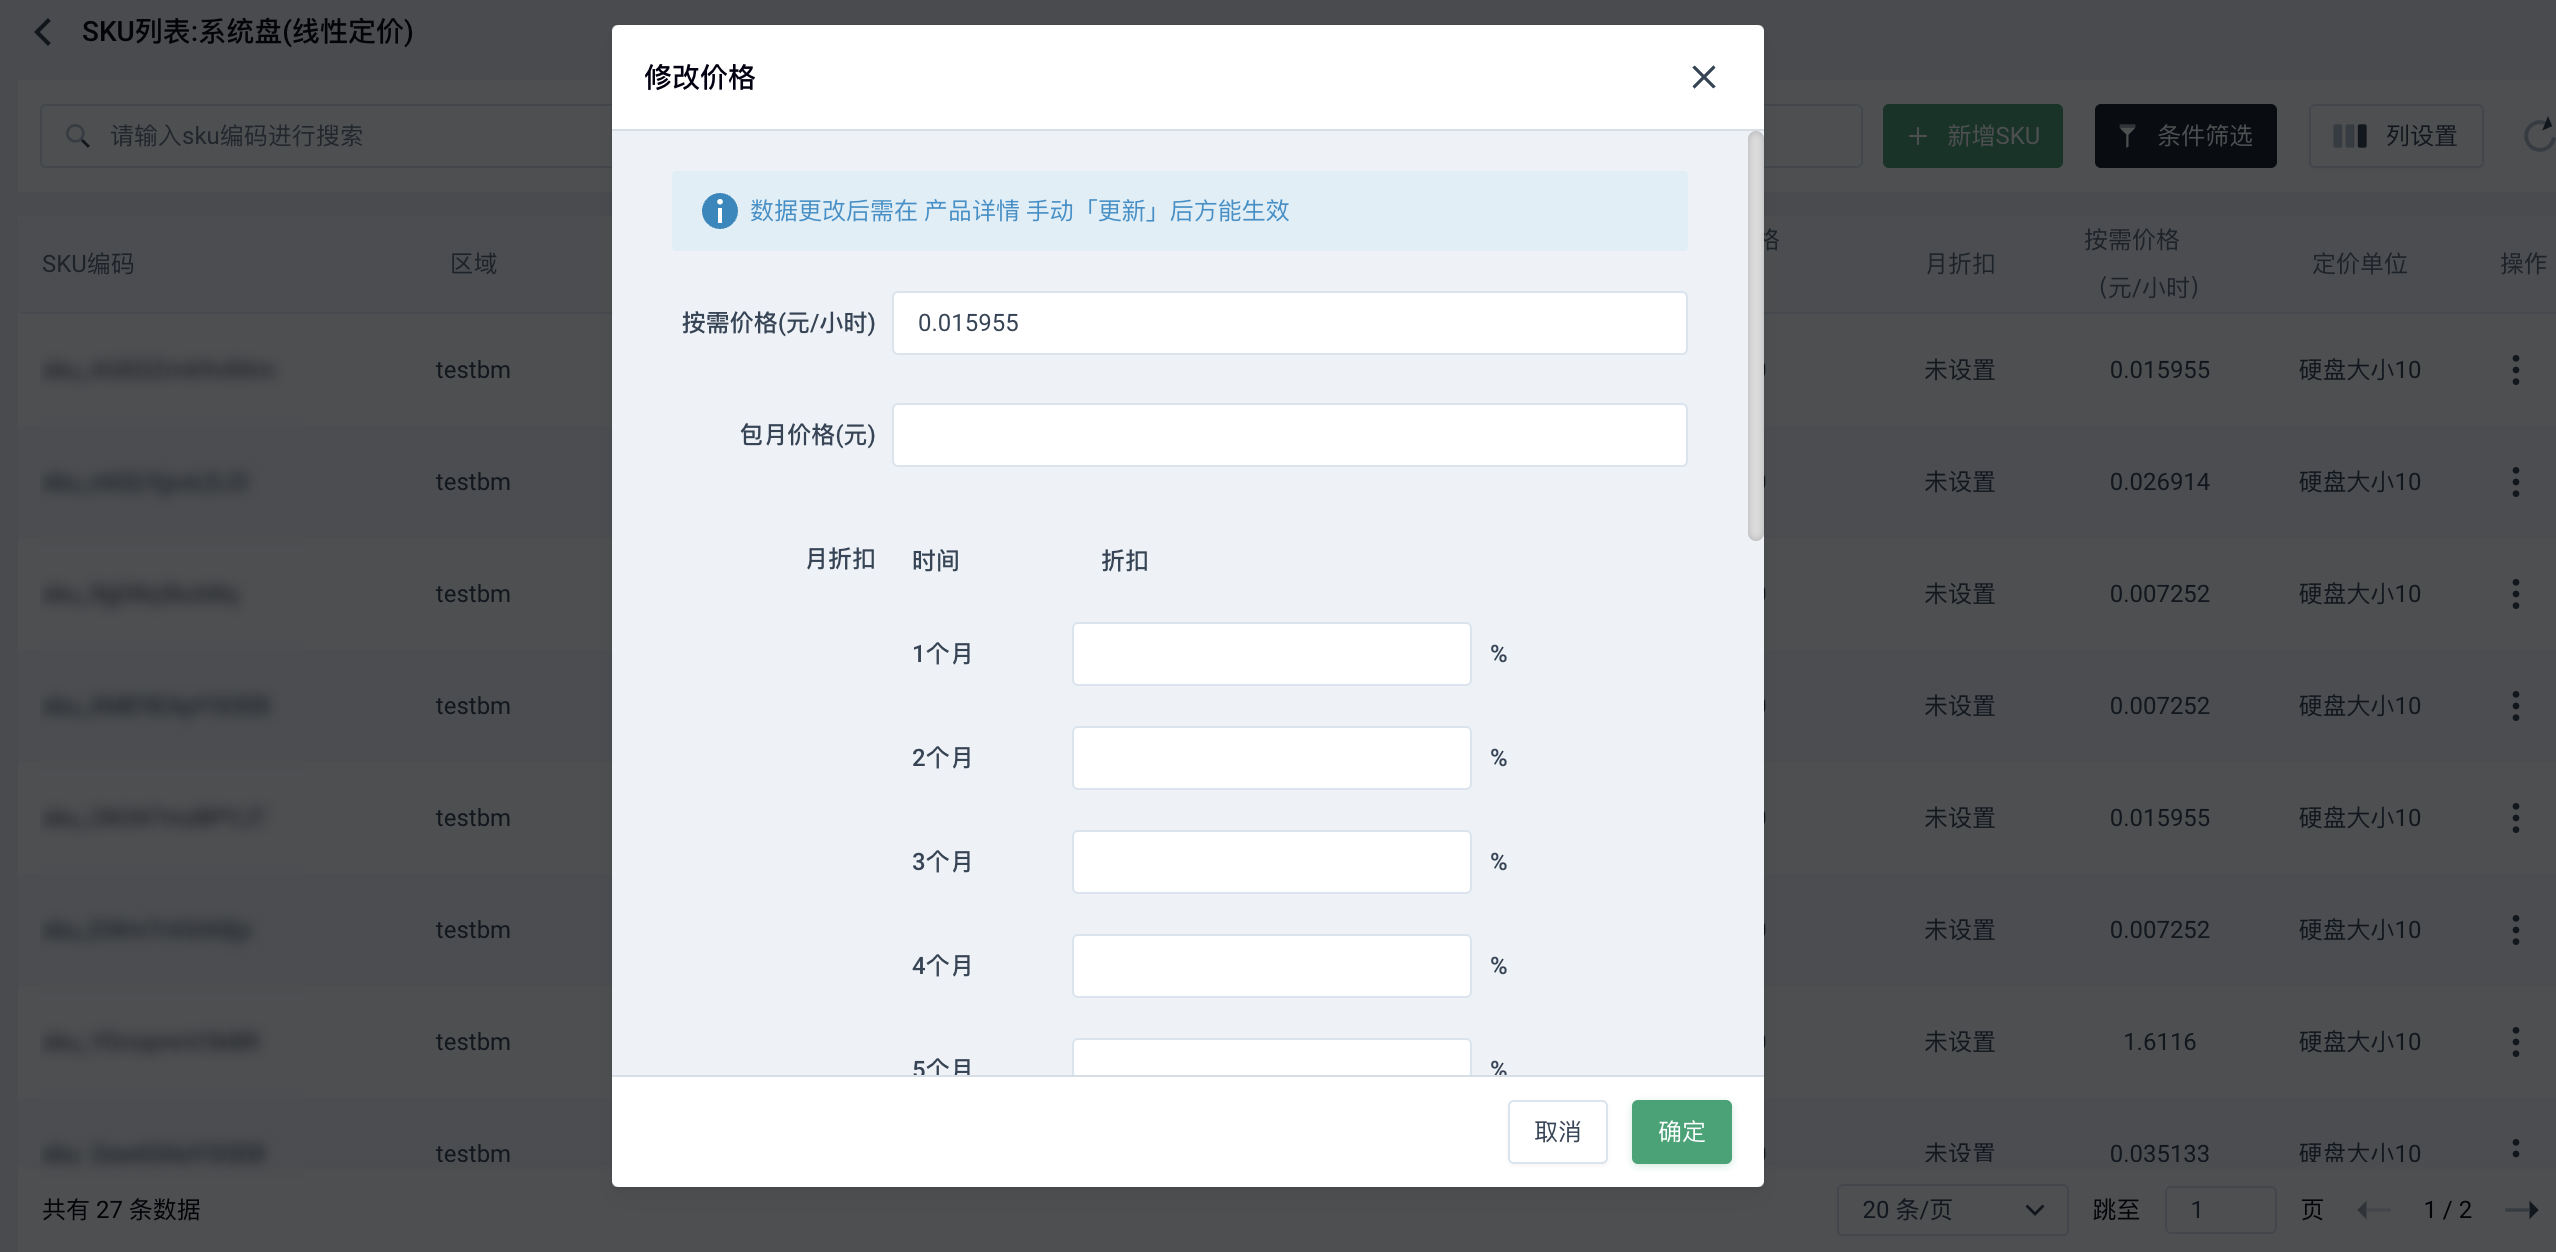 SKU列表:系统盘(线性定价)
请输入sku编码进行搜索
新增SKU
条件筛选
列设置
修改价格
数据更改后需在 产品详情 手动「更新」后方能生效
按需价格(元/小时)
0.015955
包月价格(元)
月折扣 时间 折扣
1个月 %
2个月 %
3个月 %
4个月 %
5个月 %
取消
确定
SKU编码 区域 格 月折扣 按需价格 定价单位 操作
（元/小时）
testbm 未设置 0.015955 硬盘大小10
testbm 未设置 0.026914 硬盘大小10
testbm 未设置 0.007252 硬盘大小10
testbm 未设置 0.007252 硬盘大小10
testbm 未设置 0.015955 硬盘大小10
testbm 未设置 0.007252 硬盘大小10
testbm 未设置 1.6116 硬盘大小10
testbm 未设置 0.035133 硬盘大小10
共有 27 条数据
20 条/页 跳至 1 页 1 / 2